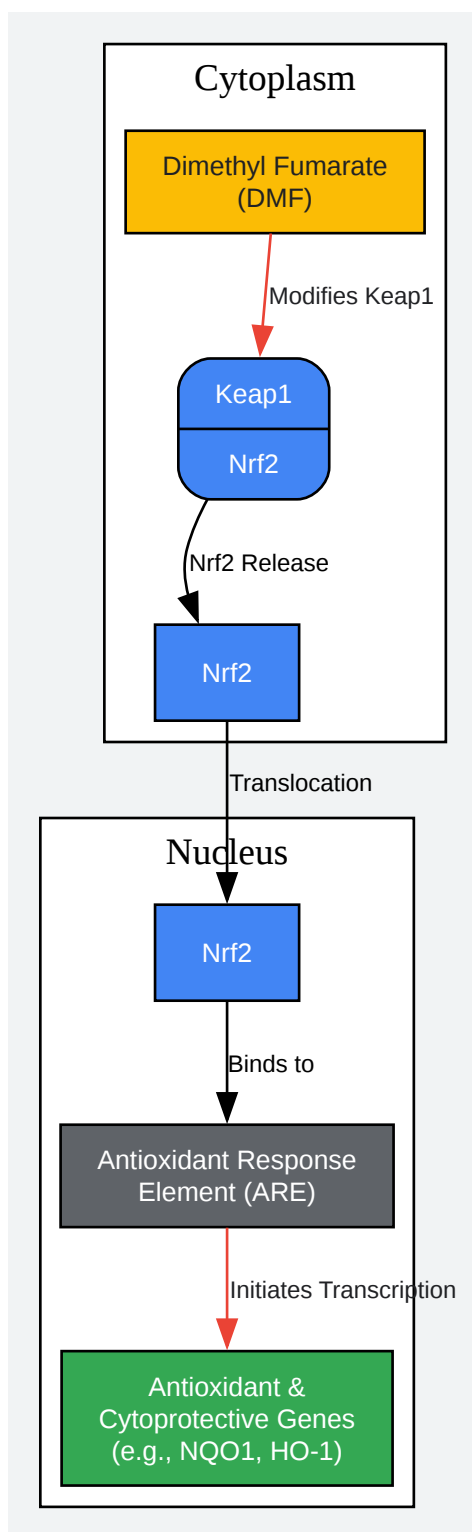 Cytoplasm
Dimethyl Fumarate
(DMF)
Modifies Keap1
Keap1
Nrf2
Nrf2 Release
Nrf2
Translocation
Nucleus
Nrf2
Binds to
Antioxidant Response
Element (ARE)
Initiates Transcription
Antioxidant &
Cytoprotective Genes
(e.g., NQO1, HO-1)